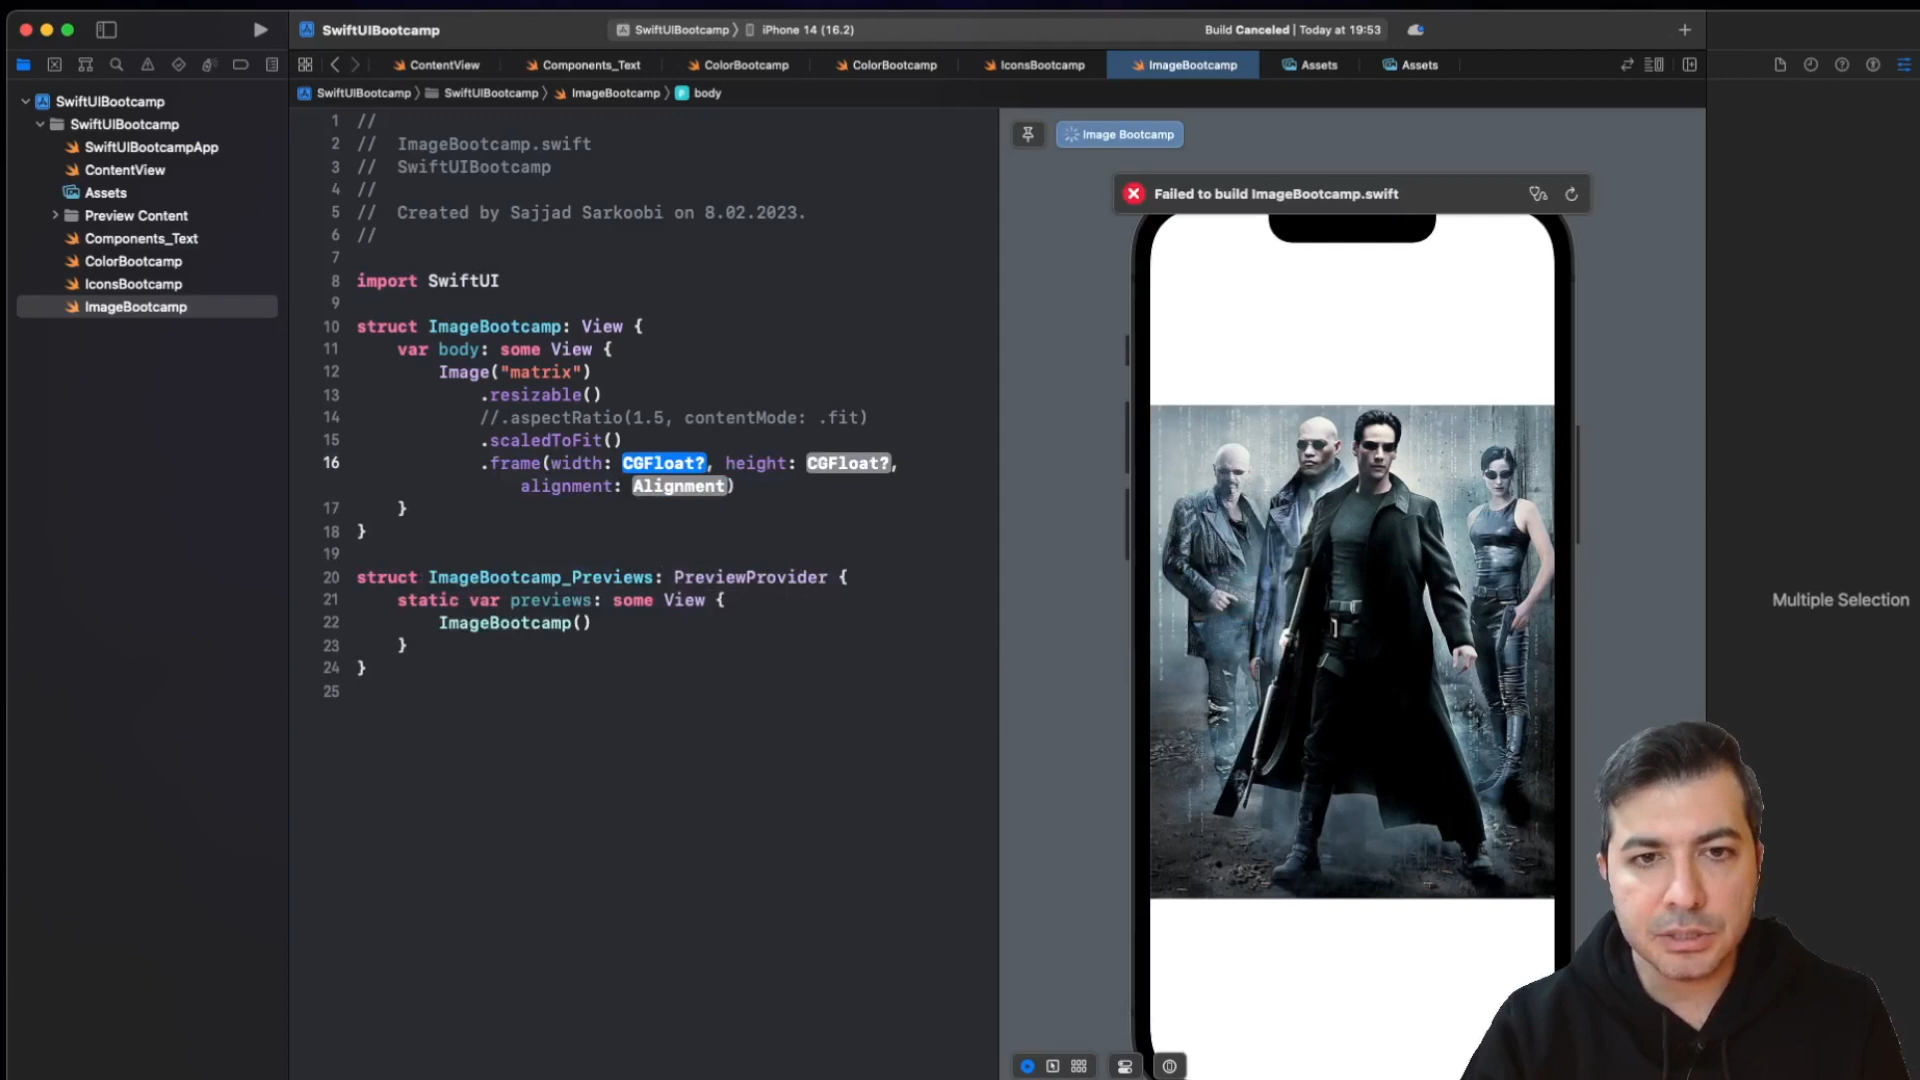 SwiftUIBootcamp
SwiftUIBootcamp 〉 iPhone 14 (16.2)
Build Canceled | Today at 19:53
ContentView
Components_Text
ColorBootcamp
ColorBootcamp
IconsBootcamp
ImageBootcamp
Assets
Assets
SwiftUIBootcamp 〉 SwiftUIBootcamp 〉 ImageBootcamp 〉 body
SwiftUIBootcamp
SwiftUIBootcamp
SwiftUIBootcampApp
ContentView
Assets
Preview Content
Components_Text
ColorBootcamp
IconsBootcamp
ImageBootcamp
1 //
2 // ImageBootcamp.swift
3 // SwiftUIBootcamp
4 //
5 // Created by Sajjad Sarkoobi on 8.02.2023.
6 //
7
8 import SwiftUI
9
10 struct ImageBootcamp: View {
11 var body: some View {
12 Image("matrix")
13 .resizable()
14 //.aspectRatio(1.5, contentMode: .fit)
15 .scaledToFit()
16 .frame(width: CGFloat?, height: CGFloat?,
alignment: Alignment)
17 }
18 }
19
20 struct ImageBootcamp_Previews: PreviewProvider {
21 static var previews: some View {
22 ImageBootcamp()
23 }
24 }
25
Image Bootcamp
Failed to build ImageBootcamp.swift
Multiple Selection